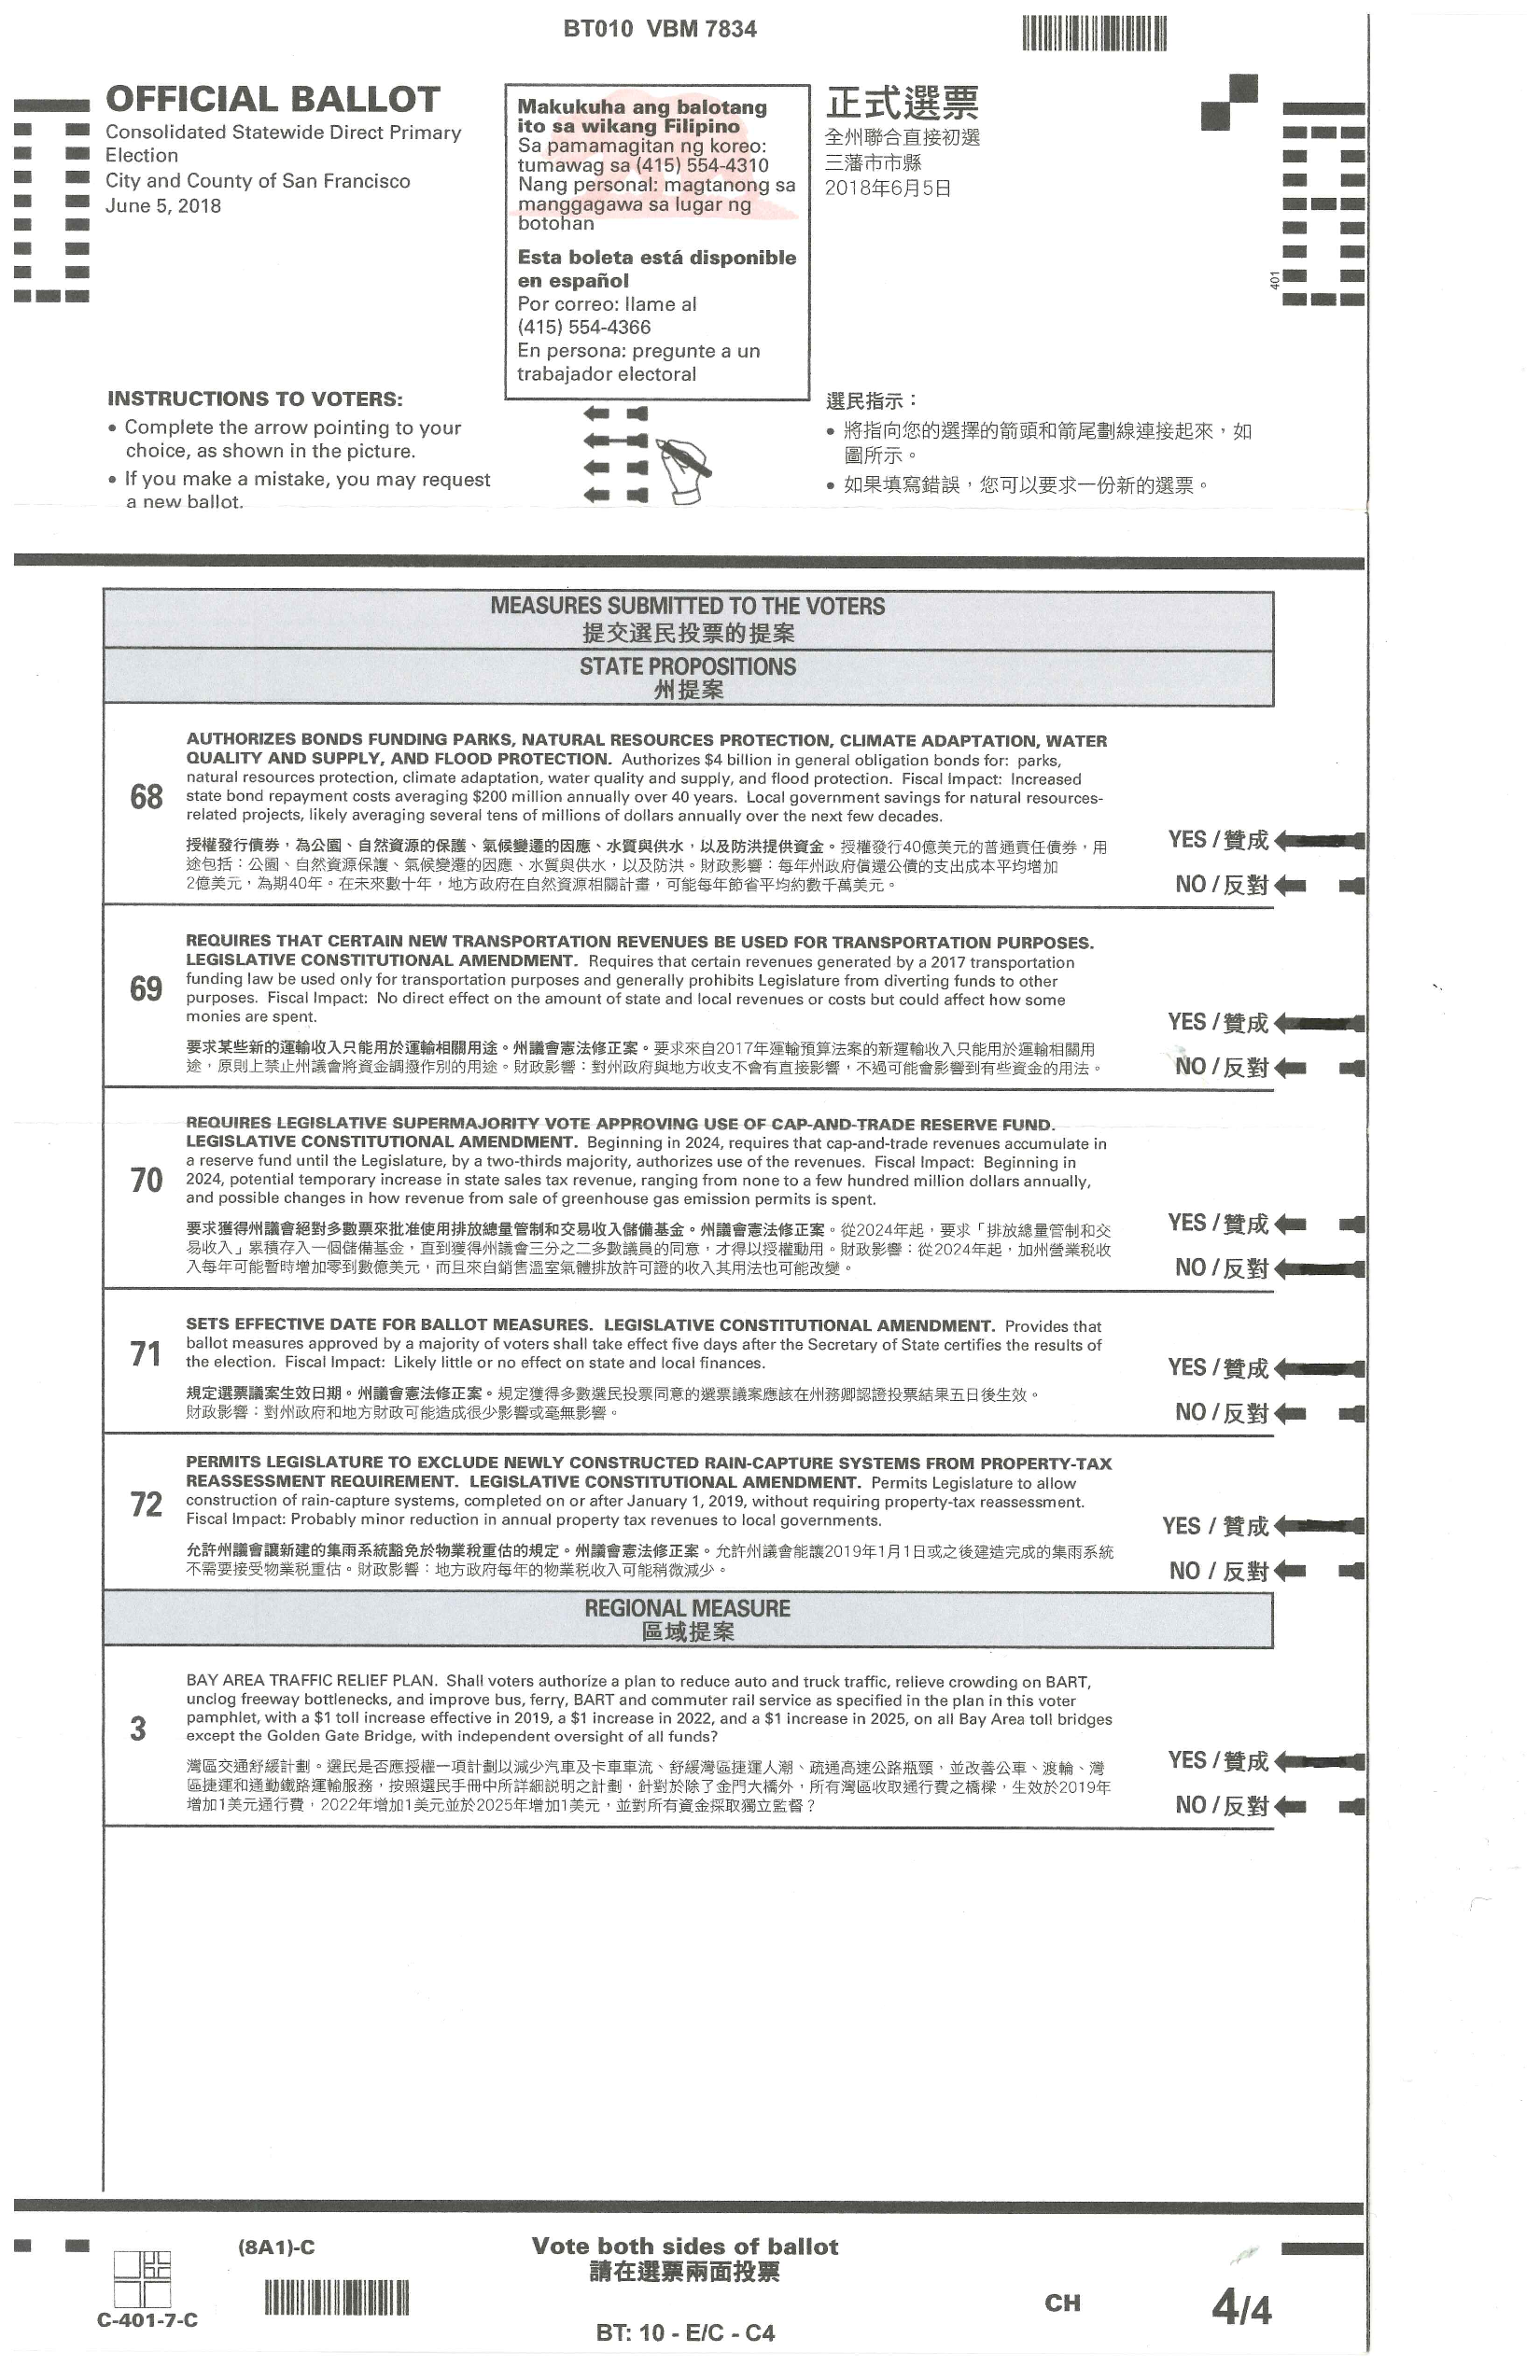 BT010 VBM 7834
OFFICIAL BALLOT
Consolidated Statewide Direct Primary
Election
City and County of San Francisco
June 5, 2018
Makukuha ang balotang
ito sa wikang Filipino
Sa pamamagitan ng koreo:
tumawag sa (415) 554-4310
Nang personal: magtanong sa
manggagawa sa lugar ng
botohan
Esta boleta está disponible
en español
Por correo: llame al
(415) 554-4366
En persona: pregunte a un
trabajador electoral
正式選票
全州聯合直接初選
三藩市市縣
2018年6月5日
401
INSTRUCTIONS TO VOTERS:
• Complete the arrow pointing to your
choice, as shown in the picture.
• If you make a mistake, you may request
a new ballot.
選民指示：
• 將指向您的選擇的箭頭和箭尾劃線連接起來，如
圖所示。
• 如果填寫錯誤，您可以要求一份新的選票。
MEASURES SUBMITTED TO THE VOTERS
提交選民投票的提案
STATE PROPOSITIONS
州提案
68
AUTHORIZES BONDS FUNDING PARKS, NATURAL RESOURCES PROTECTION, CLIMATE ADAPTATION, WATER
QUALITY AND SUPPLY, AND FLOOD PROTECTION. Authorizes $4 billion in general obligation bonds for: parks,
natural resources protection, climate adaptation, water quality and supply, and flood protection. Fiscal Impact: Increased
state bond repayment costs averaging $200 million annually over 40 years. Local government savings for natural resources-
related projects, likely averaging several tens of millions of dollars annually over the next few decades.
授權發行債券，為公園、自然資源的保護、氣候變遷的因應、水質與供水，以及防洪提供資金。授權發行40億美元的普通責任債券，用
途包括：公園、自然資源保護、氣候變遷的因應、水質與供水，以及防洪。財政影響：每年州政府償還公債的支出成本平均增加
2億美元，為期40年。在未來數十年，地方政府在自然資源相關計畫，可能每年節省平均約數千萬美元。
YES / 贊成
NO / 反對
69
REQUIRES THAT CERTAIN NEW TRANSPORTATION REVENUES BE USED FOR TRANSPORTATION PURPOSES.
LEGISLATIVE CONSTITUTIONAL AMENDMENT. Requires that certain revenues generated by a 2017 transportation
funding law be used only for transportation purposes and generally prohibits Legislature from diverting funds to other
purposes. Fiscal Impact: No direct effect on the amount of state and local revenues or costs but could affect how some
monies are spent.
要求某些新的運輸收入只能用於運輸相關用途。州議會憲法修正案。要求來自2017年運輸預算法案的新運輸收入只能用於運輸相關用
途，原則上禁止州議會將資金調撥作別的用途。財政影響：對州政府與地方收支不會有直接影響，不過可能會影響到有些資金的用法。
YES / 贊成
NO / 反對
70
REQUIRES LEGISLATIVE SUPERMAJORITY VOTE APPROVING USE OF CAP-AND-TRADE RESERVE FUND.
LEGISLATIVE CONSTITUTIONAL AMENDMENT. Beginning in 2024, requires that cap-and-trade revenues accumulate in
a reserve fund until the Legislature, by a two-thirds majority, authorizes use of the revenues. Fiscal Impact: Beginning in
2024, potential temporary increase in state sales tax revenue, ranging from none to a few hundred million dollars annually,
and possible changes in how revenue from sale of greenhouse gas emission permits is spent.
要求獲得州議會絕對多數票來批准使用排放總量管制和交易收入儲備基金。州議會憲法修正案。從2024年起，要求「排放總量管制和交
易收入」累積存入一個儲備基金，直到獲得州議會三分之二多數議員的同意，才得以授權動用。財政影響：從2024年起，加州營業稅收
入每年可能暫時增加零到數億美元，而且來自銷售溫室氣體排放許可證的收入其用法也可能改變。
YES / 贊成
NO / 反對
71
SETS EFFECTIVE DATE FOR BALLOT MEASURES. LEGISLATIVE CONSTITUTIONAL AMENDMENT. Provides that
ballot measures approved by a majority of voters shall take effect five days after the Secretary of State certifies the results of
the election. Fiscal Impact: Likely little or no effect on state and local finances.
規定選票議案生效日期。州議會憲法修正案。規定獲得多數選民投票同意的選票議案應該在州務卿認證投票結果五日後生效。
財政影響：對州政府和地方財政可能造成很少影響或毫無影響。
YES / 贊成
NO / 反對
72
PERMITS LEGISLATURE TO EXCLUDE NEWLY CONSTRUCTED RAIN-CAPTURE SYSTEMS FROM PROPERTY-TAX
REASSESSMENT REQUIREMENT. LEGISLATIVE CONSTITUTIONAL AMENDMENT. Permits Legislature to allow
construction of rain-capture systems, completed on or after January 1, 2019, without requiring property-tax reassessment.
Fiscal Impact: Probably minor reduction in annual property tax revenues to local governments.
允許州議會讓新建的集雨系統豁免於物業稅重估的規定。州議會憲法修正案。允許州議會能讓2019年1月1日或之後建造完成的集雨系統
不需要接受物業稅重估。財政影響：地方政府每年的物業稅收入可能稍微減少。
YES / 贊成
NO / 反對
REGIONAL MEASURE
區域提案
3
BAY AREA TRAFFIC RELIEF PLAN. Shall voters authorize a plan to reduce auto and truck traffic, relieve crowding on BART,
unclog freeway bottlenecks, and improve bus, ferry, BART and commuter rail service as specified in the plan in this voter
pamphlet, with a $1 toll increase effective in 2019, a $1 increase in 2022, and a $1 increase in 2025, on all Bay Area toll bridges
except the Golden Gate Bridge, with independent oversight of all funds?
灣區交通舒緩計劃。選民是否應授權一項計劃以減少汽車及卡車車流、舒緩灣區捷運人潮、疏通高速公路瓶頸，並改善公車、渡輪、灣
區捷運和通勤鐵路運輸服務，按照選民手冊中所詳細説明之計劃，針對於除了金門大橋外，所有灣區收取通行費之橋樑，生效於2019年
增加1美元通行費，2022年增加1美元並於2025年增加1美元，並對所有資金採取獨立監督？
YES / 贊成
NO / 反對
(8A1)-C
Vote both sides of ballot
請在選票兩面投票
C-401-7-C
CH
4/4
BT: 10 - E/C - C4